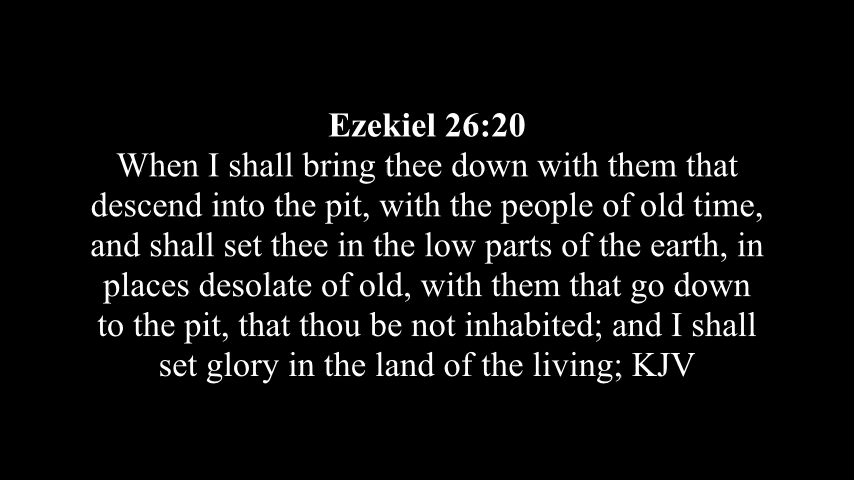 Ezekiel 26:20
When I shall bring thee down with them that
descend into the pit, with the people of old time,
and shall set thee in the low parts of the earth, in
places desolate of old, with them that go down
to the pit, that thou be not inhabited; and I shall
set glory in the land of the living; KJV